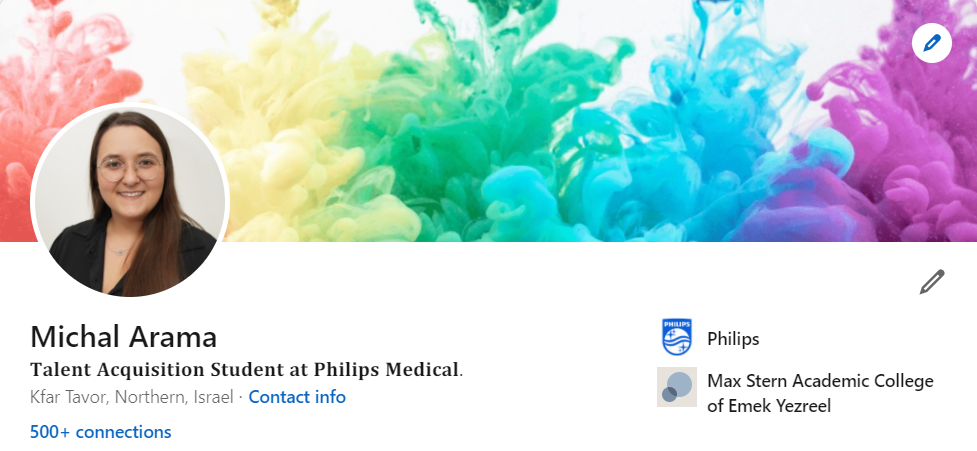 Michal Arama
Talent Acquisition Student at Philips Medical.
Kfar Tavor, Northern, Israel · Contact info
500+ connections
PHILIPS
Philips
Max Stern Academic College
of Emek Yezreel